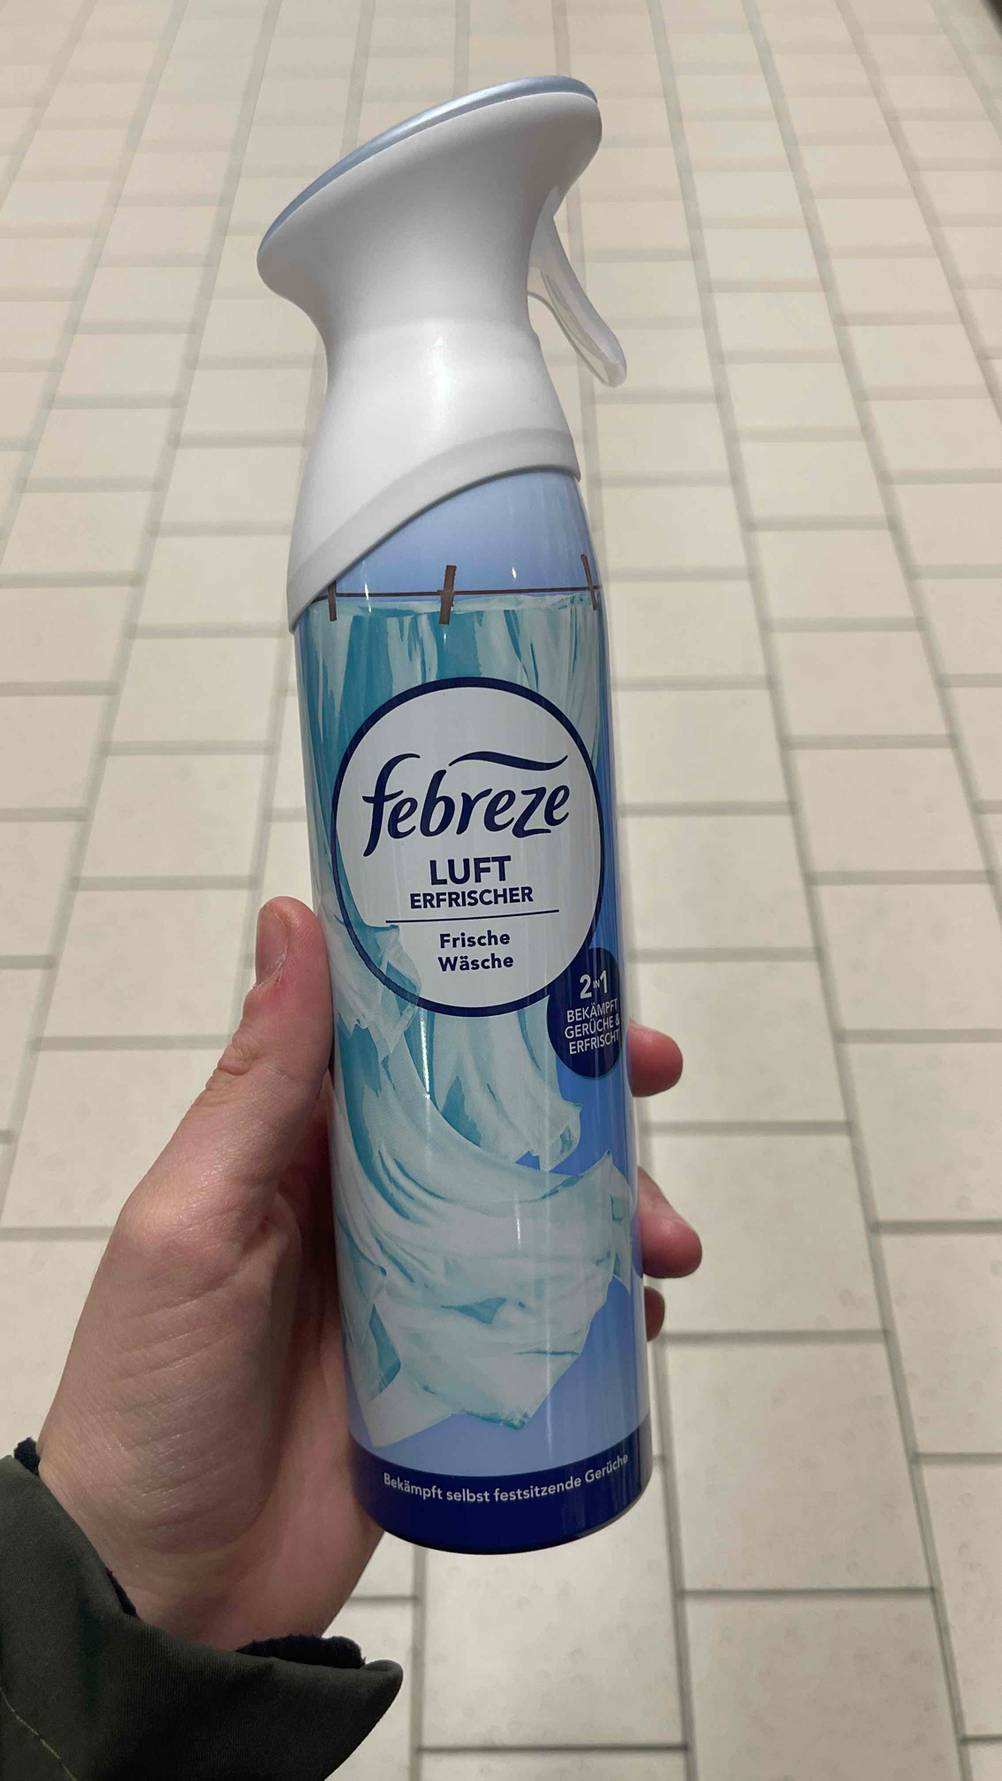 febreze
LUFT
ERFRISCHER
Frische
Wäsche
2IN1
BEKÄMPFT
GERÜCHE &
ERFRISCHT
Bekämpft selbst festsitzende Gerüche